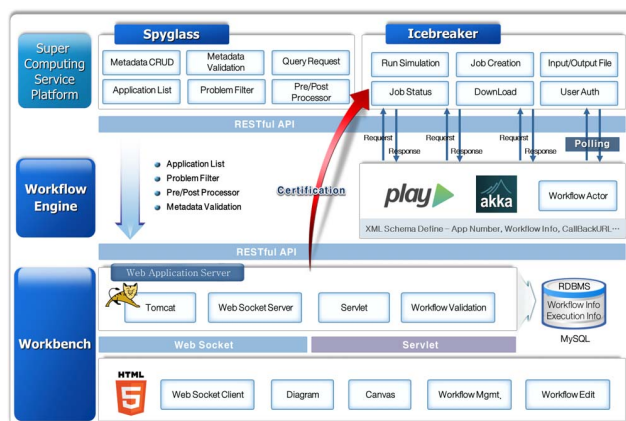 Super
Computing
Service
Platform
Spyglass
Metadata CRUD
Metadata
Validation
Query Request
Application List
Problem Filter
Pre/Post
Processor
Icebreaker
Run Simulation
Job Creation
Input/Output File
Job Status
DownLoad
User Auth
RESTful API
Workflow
Engine
Application List
Problem Filter
Pre/Post Processor
Metadata Validation
Certification
Request
Response
Request
Response
Request
Response
Polling
play
akka
Workflow Actor
XML Schema Define – App Number, Workflow Info, CallBackURL…
RESTful API
Workbench
Web Application Server
Tomcat
Web Socket Server
Servlet
Workflow Validation
RDBMS
Workflow Info
Execution Info
MySQL
Web Socket
Servlet
HTML
5
Web Socket Client
Diagram
Canvas
Workflow Mgmt.
Workflow Edit